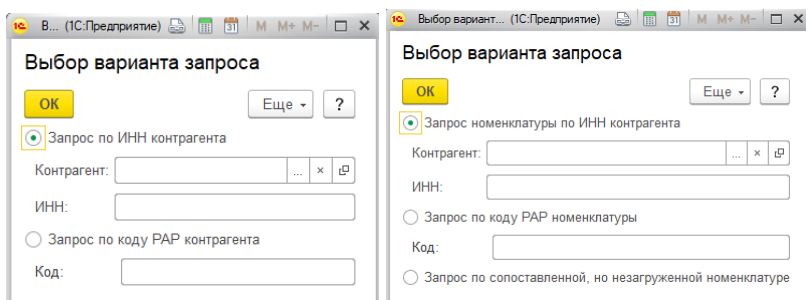 В... (1С:Предприятие) 31 M M+ M-
Выбор варианта запроса
ОК Еще ?
Запрос по ИНН контрагента
Контрагент: ...
ИНН:
Запрос по коду РАР контрагента
Код:
Выбор вариант... (1С:Предприятие) 31 M M+ M-
Выбор варианта запроса
ОК Еще ?
Запрос номенклатуры по ИНН контрагента
Контрагент: ...
ИНН:
Запрос по коду РАР номенклатуры
Код:
Запрос по сопоставленной, но незагруженной номенклатуре